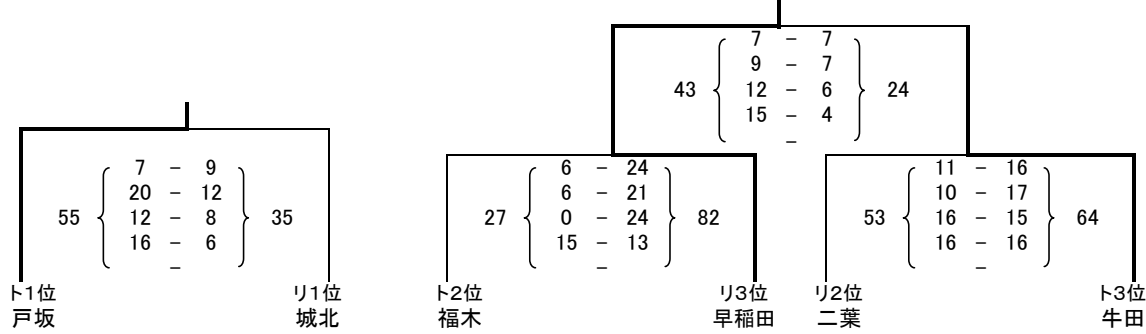 7 – 7
9 – 7
43 12 – 6 24
15 – 4
–
7 – 9
20 – 12
55 12 – 8 35
16 – 6
–
6 – 24
6 – 21
27 0 – 24 82
15 – 13
–
11 – 16
10 – 17
53 16 – 15 64
16 – 16
–
ト1位 リ1位 ト2位 リ3位 リ2位 ト3位
戸坂 城北 福木 早稲田 二葉 牛田